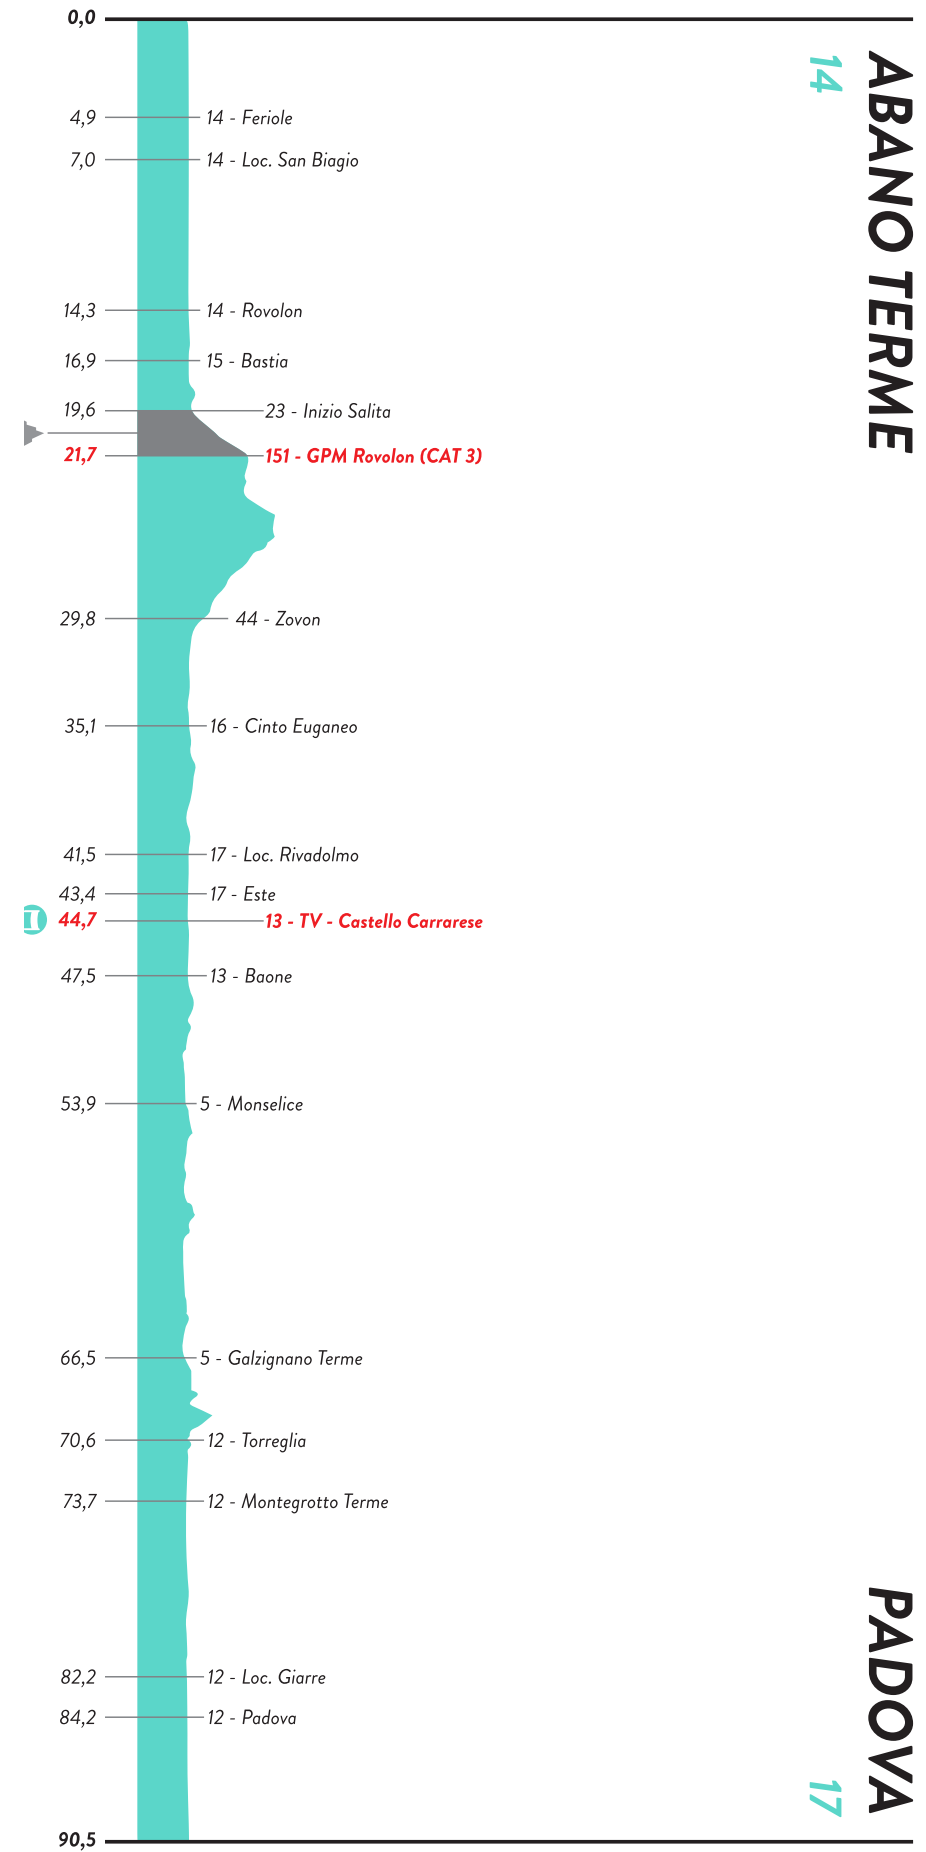 0,0
ABANO TERME
14
4,9 14 - Feriole
7,0 14 - Loc. San Biagio
14,3 14 - Rovolon
16,9 15 - Bastia
19,6 23 - Inizio Salita
21,7 151 - GPM Rovolon (CAT 3)
29,8 44 - Zovon
35,1 16 - Cinto Euganeo
41,5 17 - Loc. Rivadolmo
43,4 17 - Este
44,7 13 - TV - Castello Carrarese
47,5 13 - Baone
53,9 5 - Monselice
66,5 5 - Galzignano Terme
70,6 12 - Torreglia
73,7 12 - Montegrotto Terme
82,2 12 - Loc. Giarre
84,2 12 - Padova
PADOVA
17
90,5